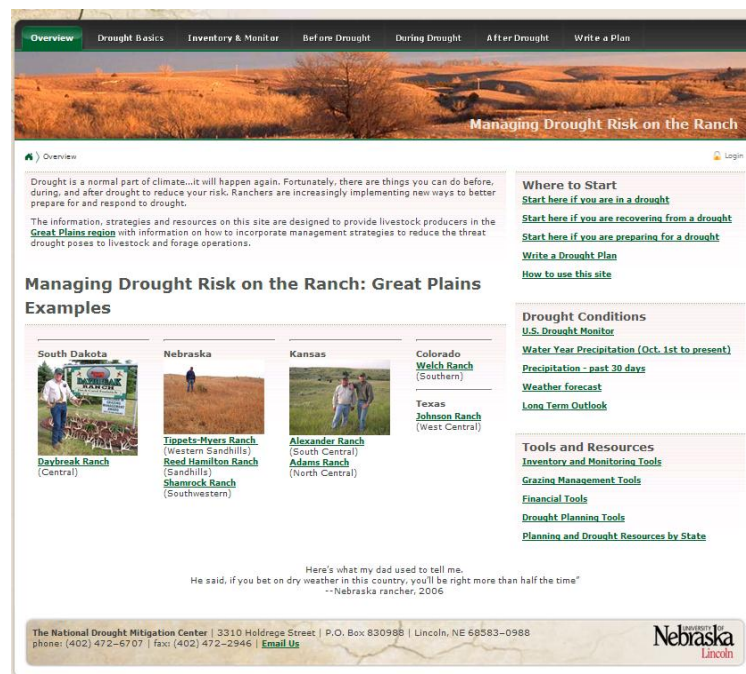 Overview Drought Basics Inventory & Monitor Before Drought During Drought After Drought Write a Plan
Managing Drought Risk on the Ranch
Overview
Login
Drought is a normal part of climate...it will happen again. Fortunately, there are things you can do before,
during, and after drought to reduce your risk. Ranchers are increasingly implementing new ways to better
prepare for and respond to drought.
The information, strategies and resources on this site are designed to provide livestock producers in the
Great Plains region with information on how to incorporate management strategies to reduce the threat
drought poses to livestock and forage operations.
Managing Drought Risk on the Ranch: Great Plains
Examples
South Dakota
DAYBREAK
RANCH
Daybreak Ranch
(Central)
Nebraska
Tippets-Myers Ranch
(Western Sandhills)
Reed Hamilton Ranch
(Sandhills)
Shamrock Ranch
(Southwestern)
Kansas
Alexander Ranch
(South Central)
Adams Ranch
(North Central)
Colorado
Welch Ranch
(Southern)
Texas
Johnson Ranch
(West Central)
Where to Start
Start here if you are in a drought
Start here if you are recovering from a drought
Start here if you are preparing for a drought
Write a Drought Plan
How to use this site
Drought Conditions
U.S. Drought Monitor
Water Year Precipitation (Oct. 1st to present)
Precipitation - past 30 days
Weather forecast
Long Term Outlook
Tools and Resources
Inventory and Monitoring Tools
Grazing Management Tools
Financial Tools
Drought Planning Tools
Planning and Drought Resources by State
Here's what my dad used to tell me.
He said, if you bet on dry weather in this country, you'll be right more than half the time"
--Nebraska rancher, 2006
The National Drought Mitigation Center | 3310 Holdrege Street | P.O. Box 830988 | Lincoln, NE 68583–0988
phone: (402) 472–6707 | fax: (402) 472–2946 | Email Us
UNIVERSITY OF
Nebraska
Lincoln